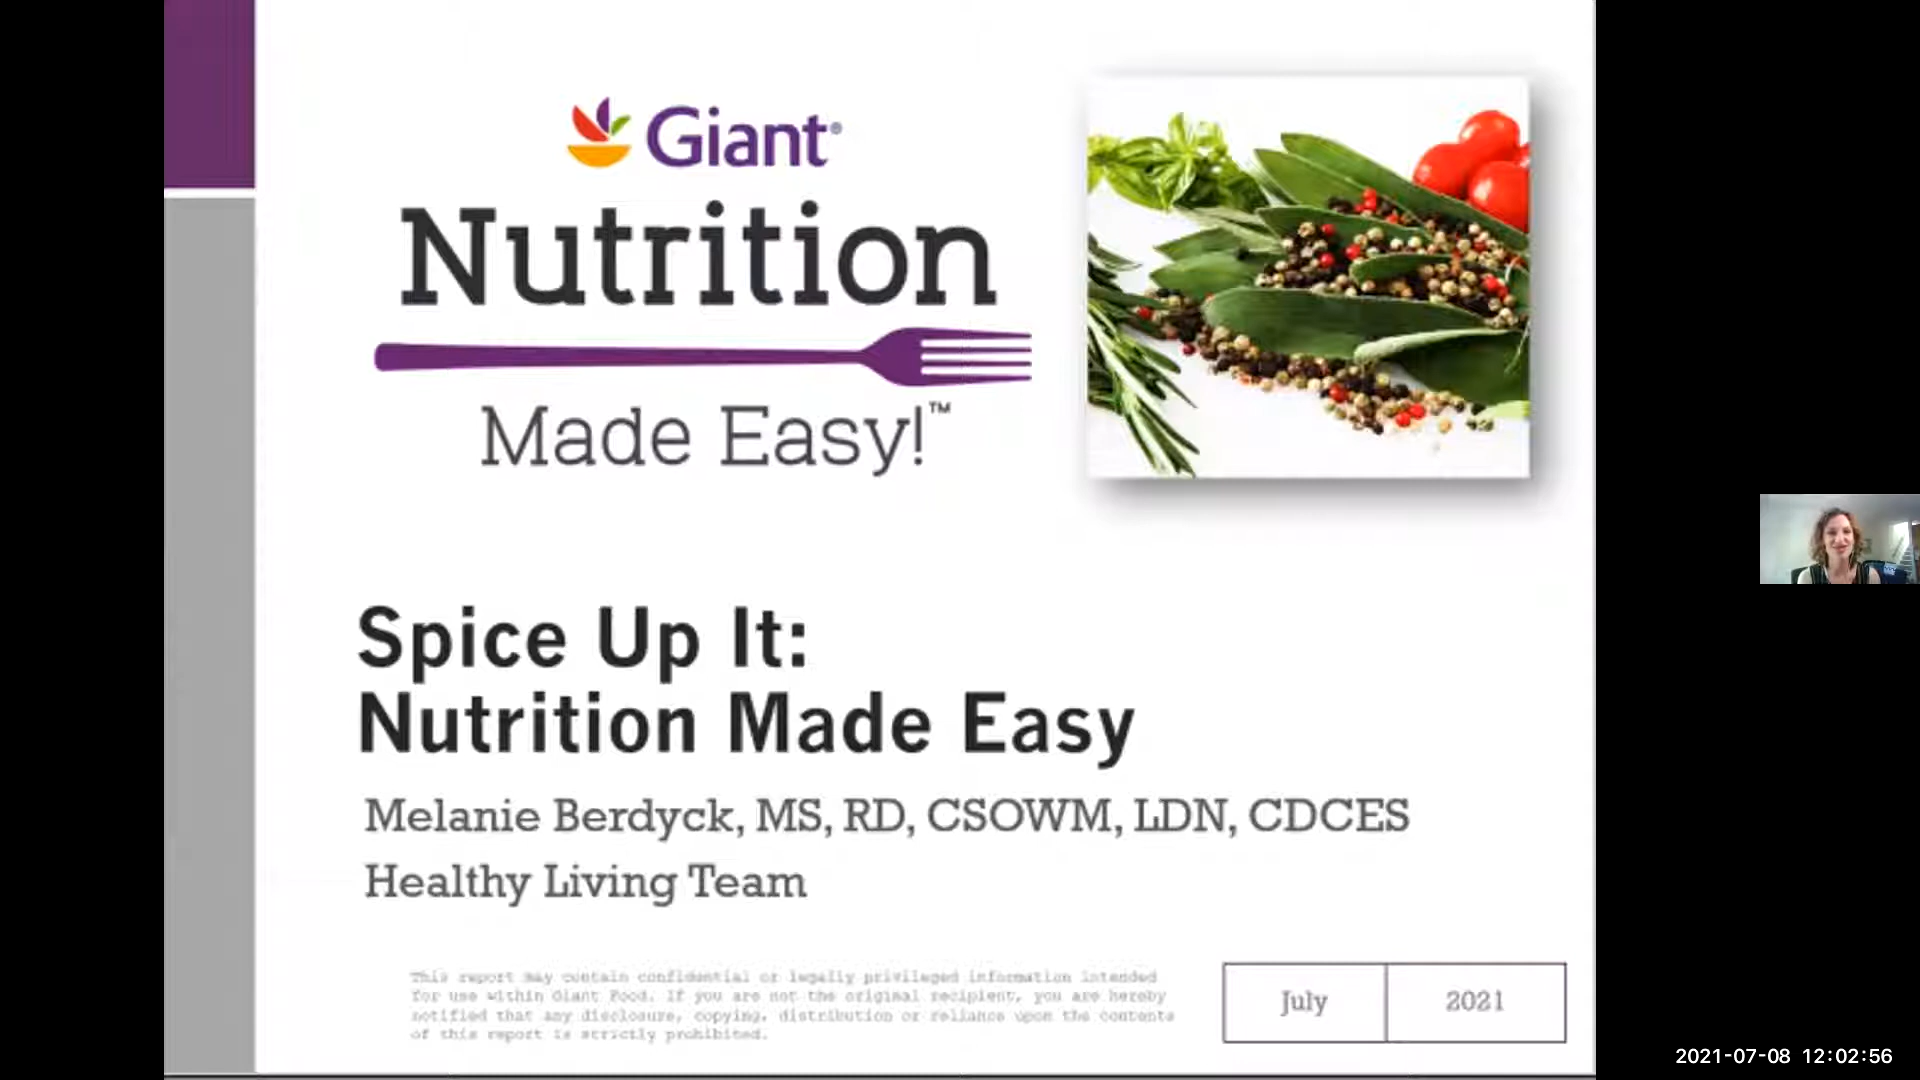 Giant®
Nutrition
Made Easy!™
Spice Up It:
Nutrition Made Easy
Melanie Berdyck, MS, RD, CSOWM, LDN, CDCES
Healthy Living Team
This report may contain confidential or legally privileged information intended
for use within Giant Food. If you are not the original recipient, you are hereby
notified that any disclosure, copying, distribution or reliance upon the contents
of this report is strictly prohibited.
July 2021
2021-07-08 12:02:56